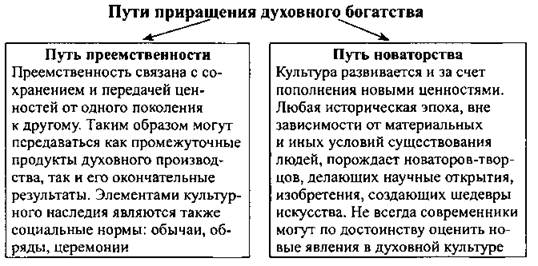 Пути приращения духовного богатства
Путь преемственности
Преемственность связана с со-
хранением и передачей цен-
ностей от одного поколения
к другому. Таким образом могут
передаваться как промежуточные
продукты духовного производ-
ства, так и его окончательные
результаты. Элементами культур-
ного наследия являются также
социальные нормы: обычаи, об-
ряды, церемонии
Путь новаторства
Культура развивается и за счет
пополнения новыми ценностями.
Любая историческая эпоха, вне
зависимости от материальных
и иных условий существования
людей, порождает новаторов-твор-
цов, делающих научные открытия,
изобретения, создающих шедевры
искусства. Не всегда современники
могут по достоинству оценить но-
вые явления в духовной культуре